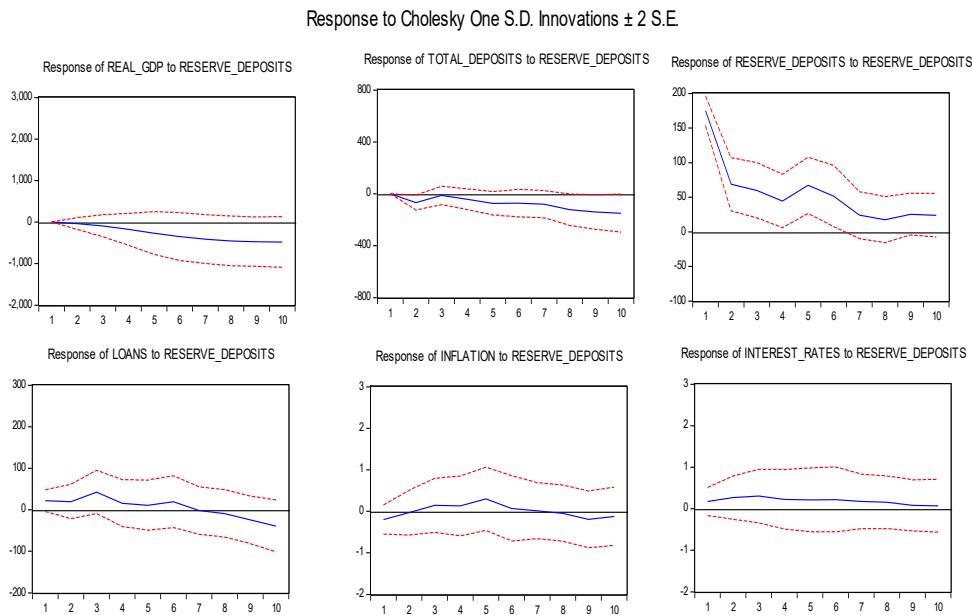 Response to Cholesky One S.D. Innovations ± 2 S.E.
Response of REAL_GDP to RESERVE_DEPOSITS
3,000
2,000
1,000
0
-1,000
-2,000
1 2 3 4 5 6 7 8 9 10
Response of TOTAL_DEPOSITS to RESERVE_DEPOSITS
800
400
0
-400
-800
1 2 3 4 5 6 7 8 9 10
Response of RESERVE_DEPOSITS to RESERVE_DEPOSITS
200
150
100
50
0
-50
-100
1 2 3 4 5 6 7 8 9 10
Response of LOANS to RESERVE_DEPOSITS
300
200
100
0
-100
-200
1 2 3 4 5 6 7 8 9 10
Response of INFLATION to RESERVE_DEPOSITS
3
2
1
0
-1
-2
1 2 3 4 5 6 7 8 9 10
Response of INTEREST_RATES to RESERVE_DEPOSITS
3
2
1
0
-1
-2
1 2 3 4 5 6 7 8 9 10